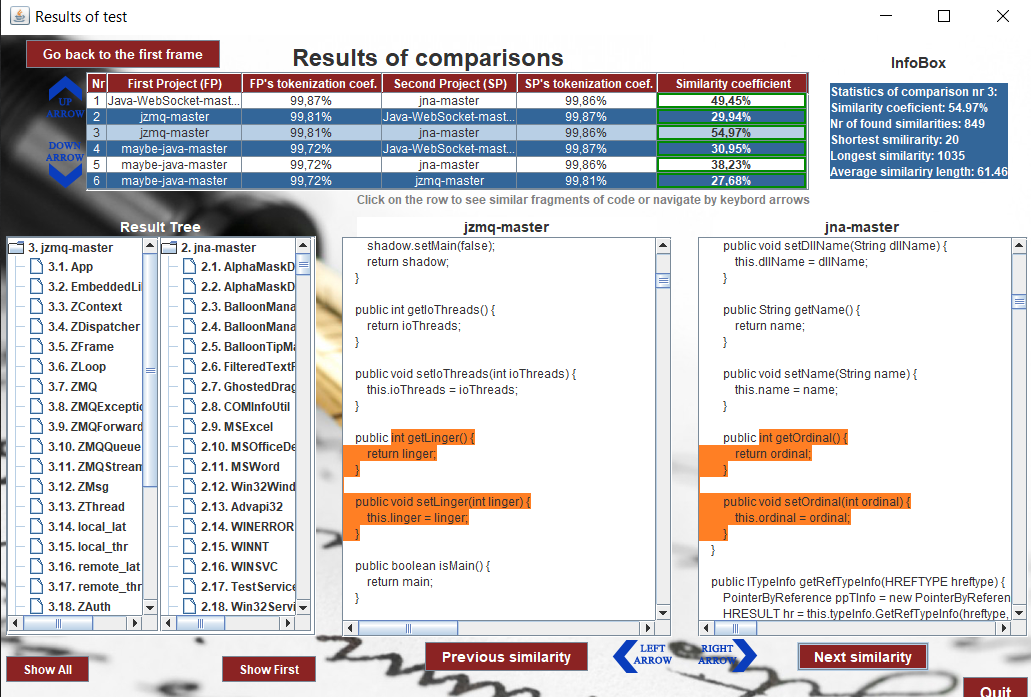 Results of test
Go back to the first frame
Results of comparisons
InfoBox
UP
ARROW
DOWN
ARROW
Nr First Project (FP) FP's tokenization coef. Second Project (SP) SP's tokenization coef. Similarity coefficient
1 Java-WebSocket-mast... 99,87% jna-master 99,86% 49,45%
2 jzmq-master 99,81% Java-WebSocket-mast... 99,87% 29,94%
3 jzmq-master 99,81% jna-master 99,86% 54,97%
4 maybe-java-master 99,72% Java-WebSocket-mast... 99,87% 30,95%
5 maybe-java-master 99,72% jna-master 99,86% 38,23%
6 maybe-java-master 99,72% jzmq-master 99,81% 27,68%
Statistics of comparison nr 3:
Similarity coeficient: 54.97%
Nr of found similarities: 849
Shortest smilirarity: 20
Longest similarity: 1035
Average similariry length: 61.46
Click on the row to see similar fragments of code or navigate by keybord arrows
Result Tree
3. jzmq-master
3.1. App
3.2. EmbeddedLi
3.3. ZContext
3.4. ZDispatcher
3.5. ZFrame
3.6. ZLoop
3.7. ZMQ
3.8. ZMQExceptio
3.9. ZMQForward
3.10. ZMQQueue
3.11. ZMQStream
3.12. ZMsg
3.13. ZThread
3.14. local_lat
3.15. local_thr
3.16. remote_lat
3.17. remote_thr
3.18. ZAuth
2. jna-master
2.1. AlphaMaskD
2.2. AlphaMaskD
2.3. BalloonMana
2.4. BalloonMana
2.5. BalloonTipMa
2.6. FilteredTextF
2.7. GhostedDrag
2.8. COMInfoUtil
2.9. MSExcel
2.10. MSOfficeDe
2.11. MSWord
2.12. Win32Wind
2.13. Advapi32
2.14. WINERROR
2.15. WINNT
2.16. WINSVC
2.17. TestService
2.18. Win32Servi
jzmq-master
shadow.setMain(false);
return shadow;
}
public int getIoThreads() {
return ioThreads;
}
public void setIoThreads(int ioThreads) {
this.ioThreads = ioThreads;
}
public int getLinger() {
return linger;
}
public void setLinger(int linger) {
this.linger = linger;
}
public boolean isMain() {
return main;
}
jna-master
public void setDllName(String dllName) {
this.dllName = dllName;
}
public String getName() {
return name;
}
public void setName(String name) {
this.name = name;
}
public int getOrdinal() {
return ordinal;
}
public void setOrdinal(int ordinal) {
this.ordinal = ordinal;
}
}
public ITypeInfo getRefTypeInfo(HREFTYPE hreftype) {
PointerByReference ppTInfo = new PointerByReferen
HRESULT hr = this.typeInfo.GetRefTypeInfo(hreftype,
Show All
Show First
Previous similarity
LEFT
ARROW
RIGHT
ARROW
Next similarity
Quit